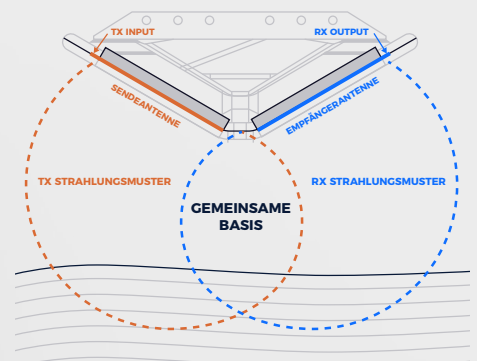 TX INPUT
RX OUTPUT
SENDEANTENNE
EMPFÄNGERANTENNE
TX STRAHLUNGSMUSTER
RX STRAHLUNGSMUSTER
GEMEINSAME
BASIS